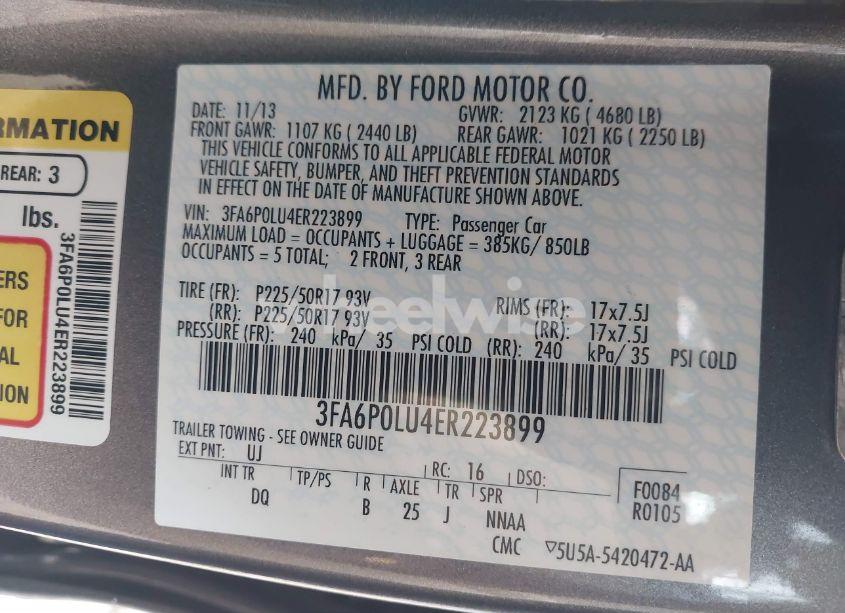 MFD. BY FORD MOTOR CO.
DATE: 11/13 GVWR: 2123 KG ( 4680 LB)
FRONT GAWR: 1107 KG ( 2440 LB) REAR GAWR: 1021 KG ( 2250 LB)
THIS VEHICLE CONFORMS TO ALL APPLICABLE FEDERAL MOTOR
VEHICLE SAFETY, BUMPER, AND THEFT PREVENTION STANDARDS
IN EFFECT ON THE DATE OF MANUFACTURE SHOWN ABOVE.
VIN: 3FA6P0LU4ER223899 TYPE: Passenger Car
MAXIMUM LOAD = OCCUPANTS + LUGGAGE = 385KG/ 850LB
OCCUPANTS = 5 TOTAL; 2 FRONT, 3 REAR
TIRE (FR): P225/50R17 93V RIMS (FR): 17x7.5J
(RR): P225/50R17 93V (RR): 17x7.5J
PRESSURE (FR): 240 kPa/ 35 PSI COLD (RR): 240 kPa/ 35 PSI COLD
3FA6P0LU4ER223899
TRAILER TOWING - SEE OWNER GUIDE
EXT PNT: UJ RC: 16 DSO:
INT TR TP/PS R AXLE TR SPR
DQ B 25 J NNAA
F0084
R0105
CMC ▽5U5A-5420472-AA
RMATION
REAR: 3
lbs.
ERS
FOR
AL
ION
3FA6P0LU4ER223899
wheelwise